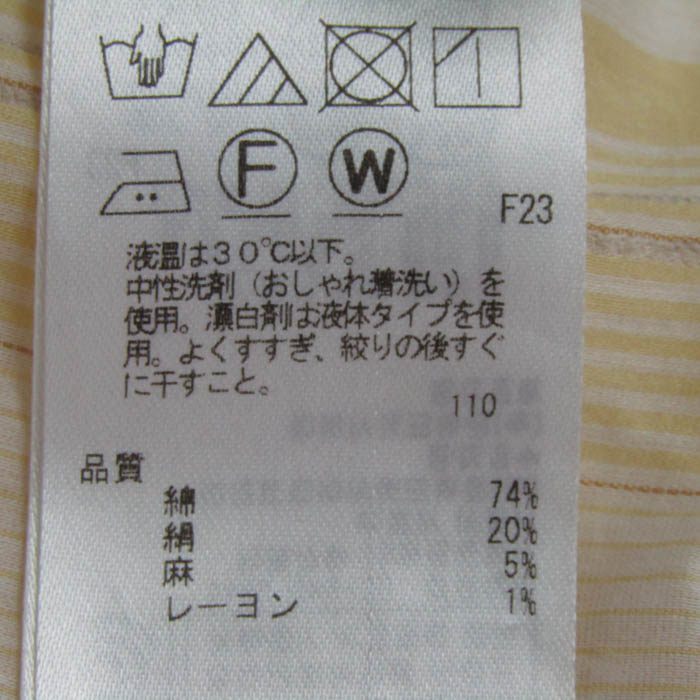 F W
F23
液温は30℃以下。
中性洗剤（おしゃれ着洗い）を
使用。漂白剤は液体タイプを使
用。よくすすぎ、絞りの後すぐ
に干すこと。
110
品質
綿 74%
絹 20%
麻 5%
レーヨン 1%